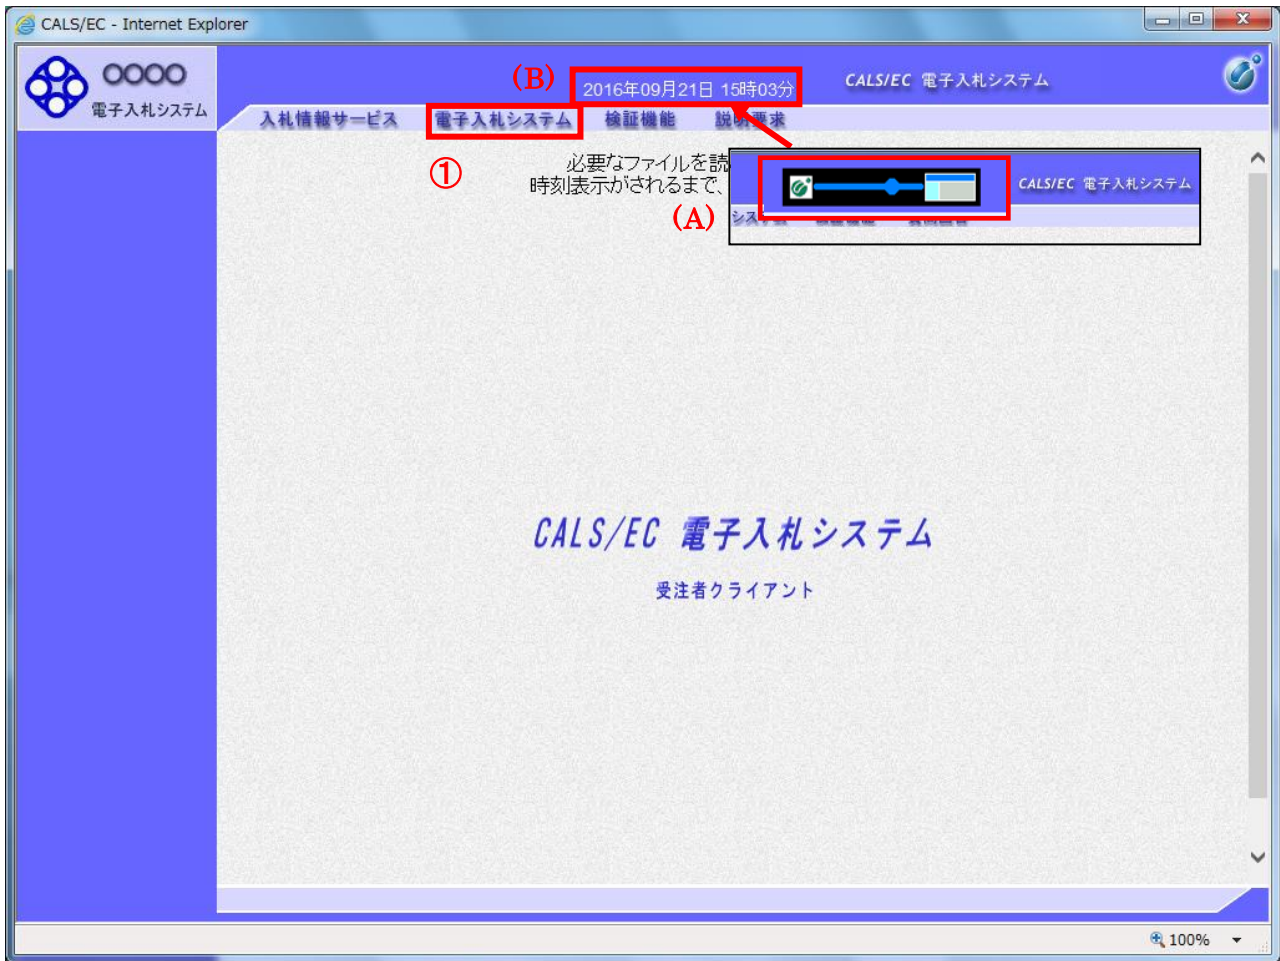 CALS/EC - Internet Explorer
○○○○
電子入札システム
(B)
2016年09月21日 15時03分
CALS/EC 電子入札システム
入札情報サービス
電子入札システム
検証機能
説明要求
①
必要なファイルを読
時刻表示がされるまで、
(A)
CALS/EC 電子入札システム
CALS/EC 電子入札システム
受注者クライアント
100%